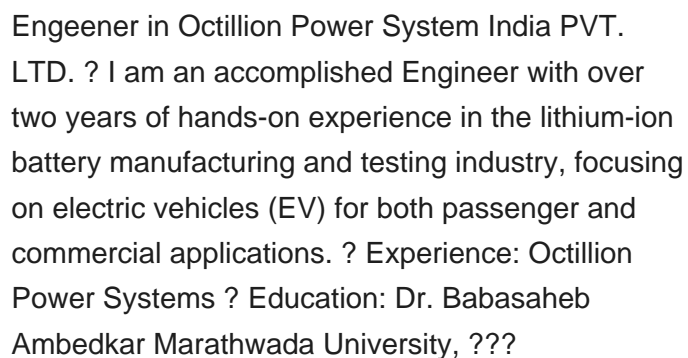 Engeener in Octillion Power System India PVT.
LTD. ? I am an accomplished Engineer with over
two years of hands-on experience in the lithium-ion
battery manufacturing and testing industry, focusing
on electric vehicles (EV) for both passenger and
commercial applications. ? Experience: Octillion
Power Systems ? Education: Dr. Babasaheb
Ambedkar Marathwada University, ???